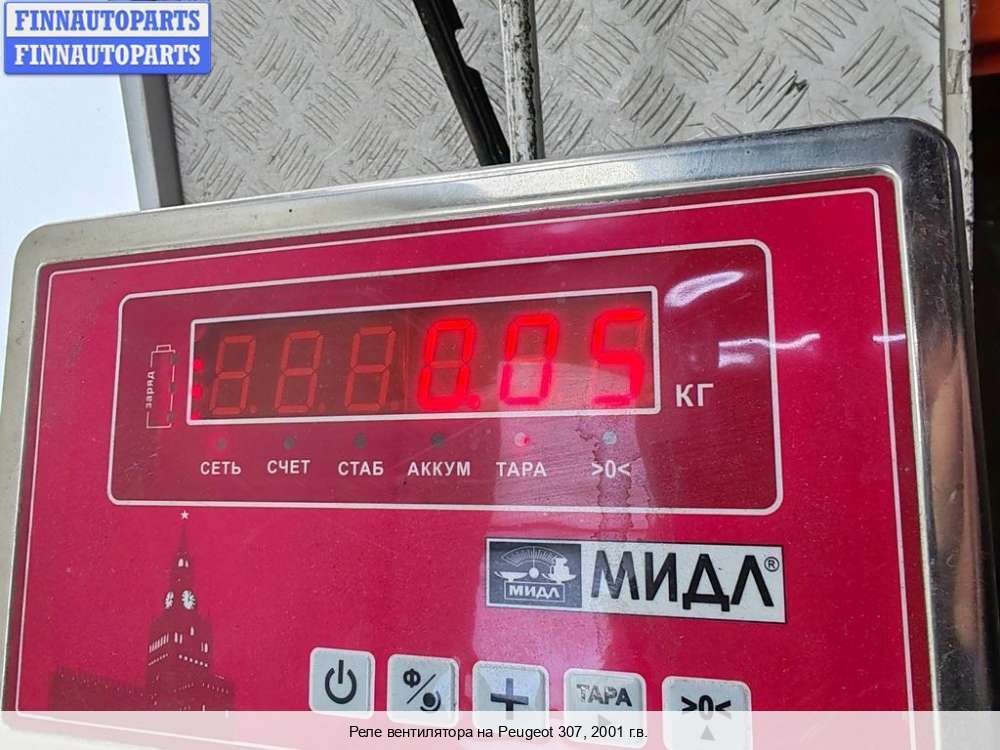 FINNAUTOPARTS
FINNAUTOPARTS
заряд
0.05
КГ
СЕТЬ СЧЕТ СТАБ АККУМ ТАРА >0<
МИДЛ
МИДЛ®
Ф
ТАРА
>0<
Реле вентилятора на Peugeot 307, 2001 г.в.